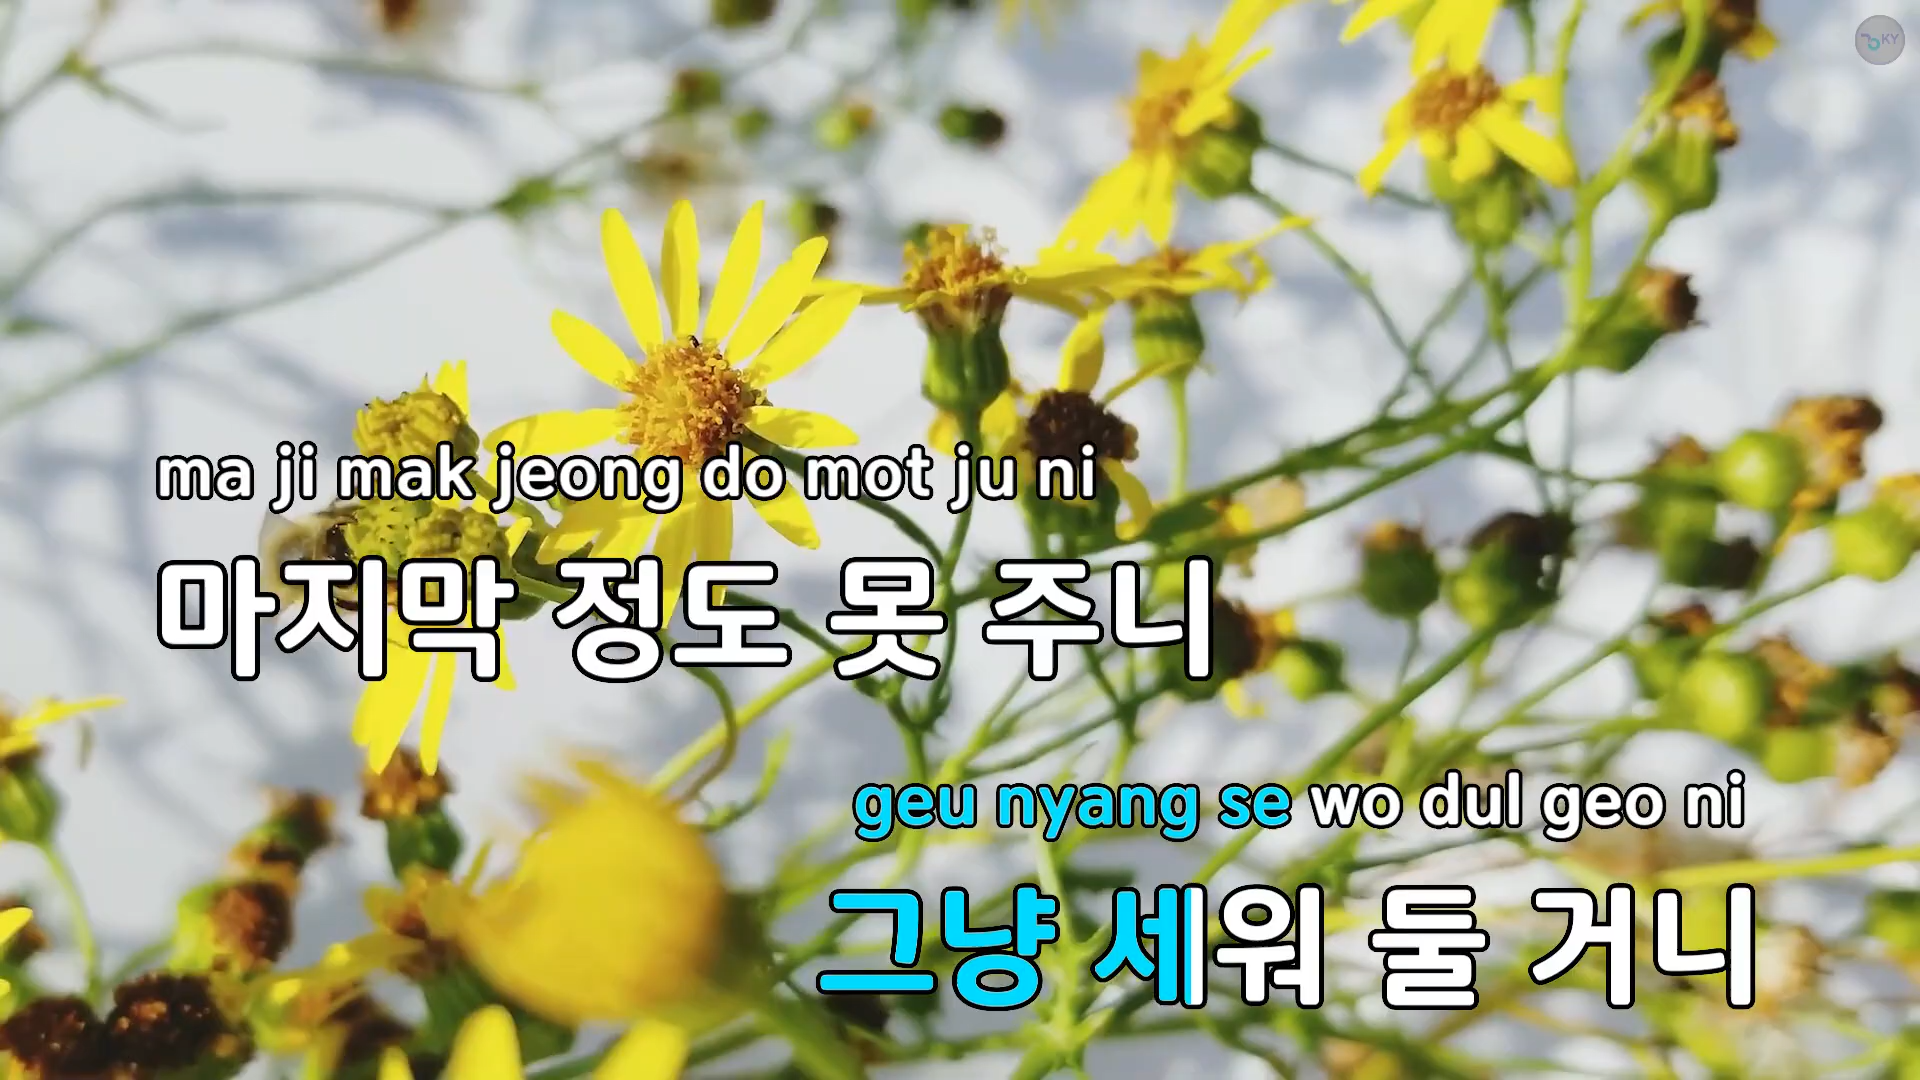 KY
ma ji mak jeong do mot ju ni
마지막 정도 못 주니
geu nyang se wo dul geo ni
그냥 세워 둘 거니